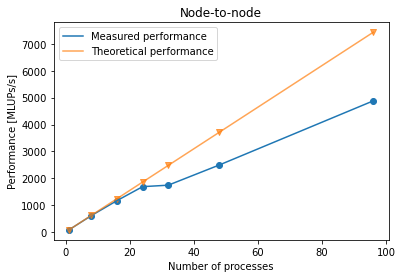 Node-to-node
Measured performance
Theoretical performance
Performance [MLUPs/s]
7000
6000
5000
4000
3000
2000
1000
0
0 20 40 60 80 100
Number of processes